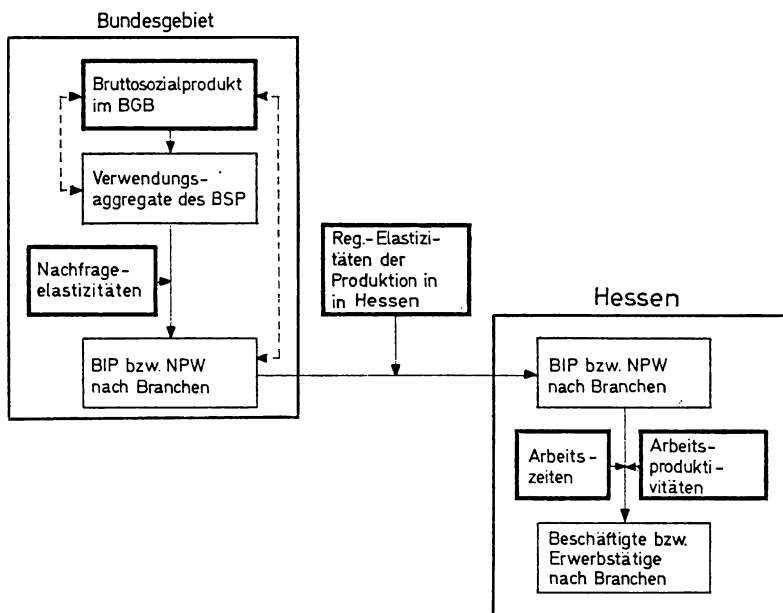 Bundesgebiet
Bruttosozialprodukt
im BGB
Verwendungs-
aggregate des BSP
Nachfrage-
elastizitäten
BIP bzw. NPW
nach Branchen
Reg.-Elastizi-
täten der
Produktion in
in Hessen
Hessen
BIP bzw. NPW
nach Branchen
Arbeits-
zeiten
Arbeits-
produkti-
vitäten
Beschäftigte bzw.
Erwerbstätige
nach Branchen